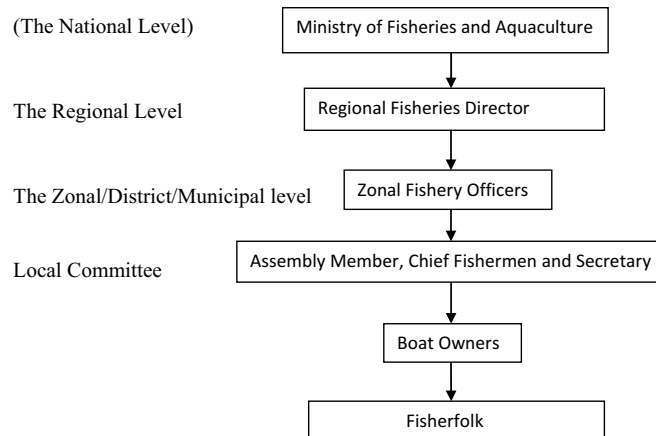 (The National Level)
Ministry of Fisheries and Aquaculture
The Regional Level
Regional Fisheries Director
The Zonal/District/Municipal level
Zonal Fishery Officers
Local Committee
Assembly Member, Chief Fishermen and Secretary
Boat Owners
Fisherfolk